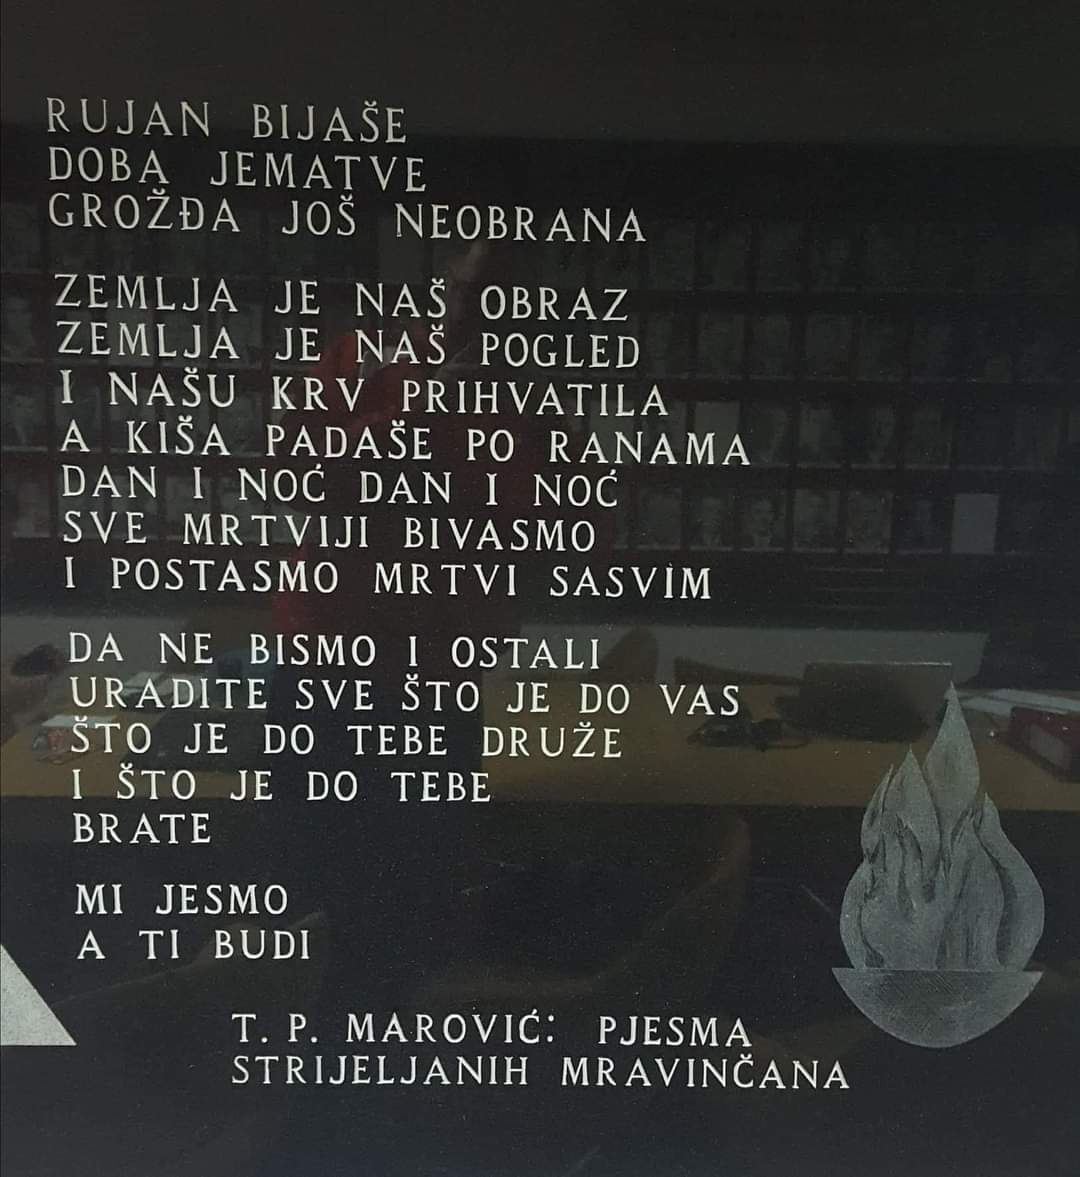 RUJAN BIJAŠE
DOBA JEMATVE
GROŽĐA JOŠ NEOBRANA
ZEMLJA JE NAŠ OBRAZ
ZEMLJA JE NAŠ POGLED
I NAŠU KRV PRIHVATILA
A KIŠA PADAŠE PO RANAMA
DAN I NOĆ DAN I NOĆ
SVE MRTVIJI BIVASMO
I POSTASMO MRTVI SASVIM
DA NE BISMO I OSTALI
URADITE SVE ŠTO JE DO VAS
ŠTO JE DO TEBE DRUŽE
I ŠTO JE DO TEBE
BRATE
MI JESMO
A TI BUDI
T. P. MAROVIĆ: PJESMA
STRIJELJANIH MRAVINČANA